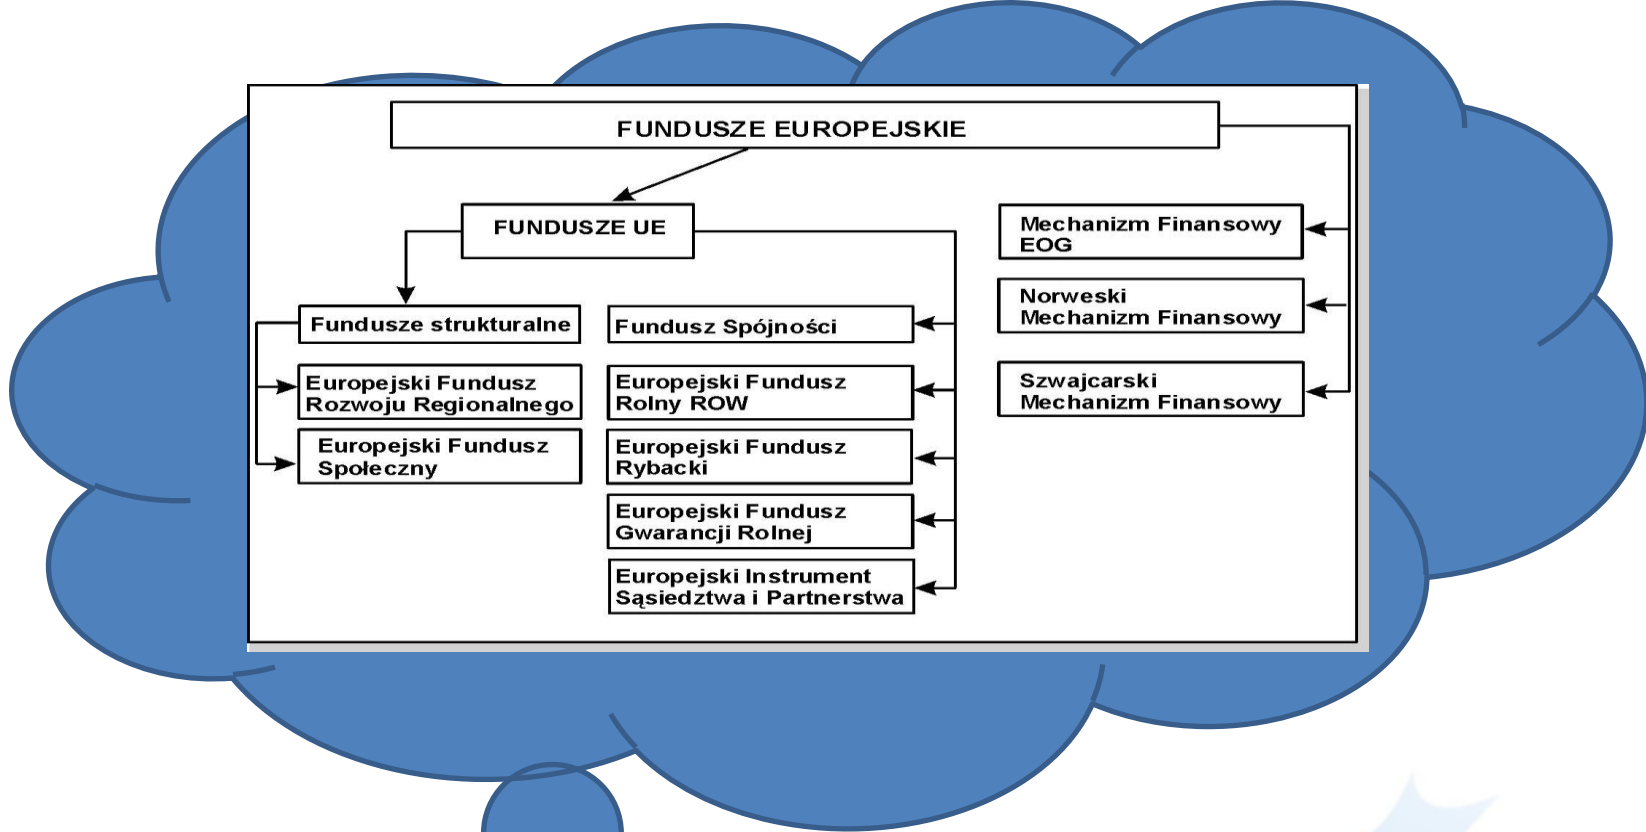 FUNDUSZE EUROPEJSKIE
FUNDUSZE UE
Fundusze strukturalne
Europejski Fundusz
Rozwoju Regionalnego
Europejski Fundusz
Społeczny
Fundusz Spójności
Europejski Fundusz
Rolny ROW
Europejski Fundusz
Rybacki
Europejski Fundusz
Gwarancji Rolnej
Europejski Instrument
Sąsiedztwa i Partnerstwa
Mechanizm Finansowy
EOG
Norweski
Mechanizm Finansowy
Szwajcarski
Mechanizm Finansowy